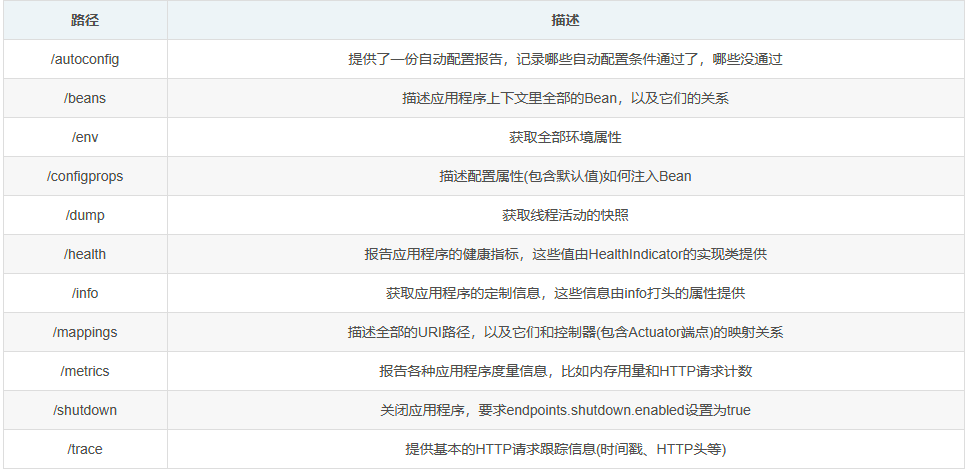 路径 描述
/autoconfig 提供了一份自动配置报告，记录哪些自动配置条件通过了，哪些没通过
/beans 描述应用程序上下文里全部的Bean，以及它们的关系
/env 获取全部环境属性
/configprops 描述配置属性(包含默认值)如何注入Bean
/dump 获取线程活动的快照
/health 报告应用程序的健康指标，这些值由HealthIndicator的实现类提供
/info 获取应用程序的定制信息，这些信息由info打头的属性提供
/mappings 描述全部的URI路径，以及它们和控制器(包含Actuator端点)的映射关系
/metrics 报告各种应用程序度量信息，比如内存用量和HTTP请求计数
/shutdown 关闭应用程序，要求endpoints.shutdown.enabled设置为true
/trace 提供基本的HTTP请求跟踪信息(时间戳、HTTP头等)